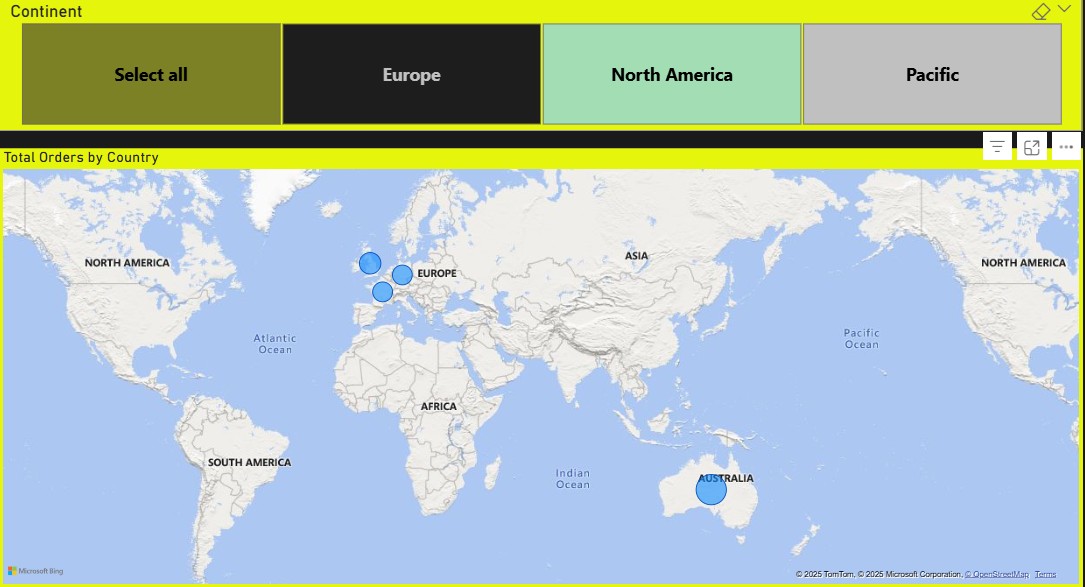 Continent
Select all
Europe
North America
Pacific
Total Orders by Country
NORTH AMERICA
ASIA
NORTH AMERICA
EUROPE
Atlantic
Ocean
Pacific
Ocean
AFRICA
SOUTH AMERICA
Indian
Ocean
AUSTRALIA
Microsoft Bing
© 2025 TomTom, © 2025 Microsoft Corporation, © OpenStreetMap Terms